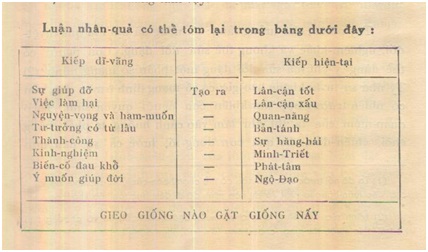 Luận nhân-quả có thể tóm lại trong bảng dưới đây :
Kiếp dĩ-vãng Kiếp hiện-tại
Sự giúp đỡ Tạo ra Lân-cận tốt
Việc làm hại — Lân-cận xấu
Nguyện-vọng và ham-muốn — Quan-năng
Tư-tưởng có từ lâu — Bản-tánh
Thành-công — Sự hăng-hái
Kinh-nghiệm — Minh-Triết
Biến-cố đau khổ — Phát-tâm
Ý muốn giúp đời — Ngộ-Đạo
GIEO GIỐNG NÀO GẶT GIỐNG NẤY